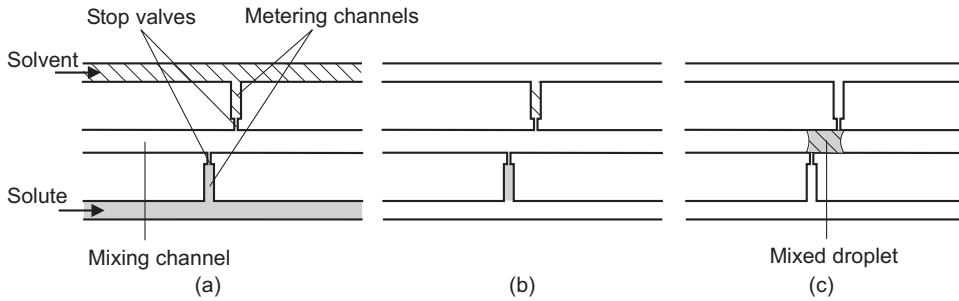 Stop valves
Metering channels
Solvent
Solute
Mixing channel
Mixed droplet
(a)
(b)
(c)